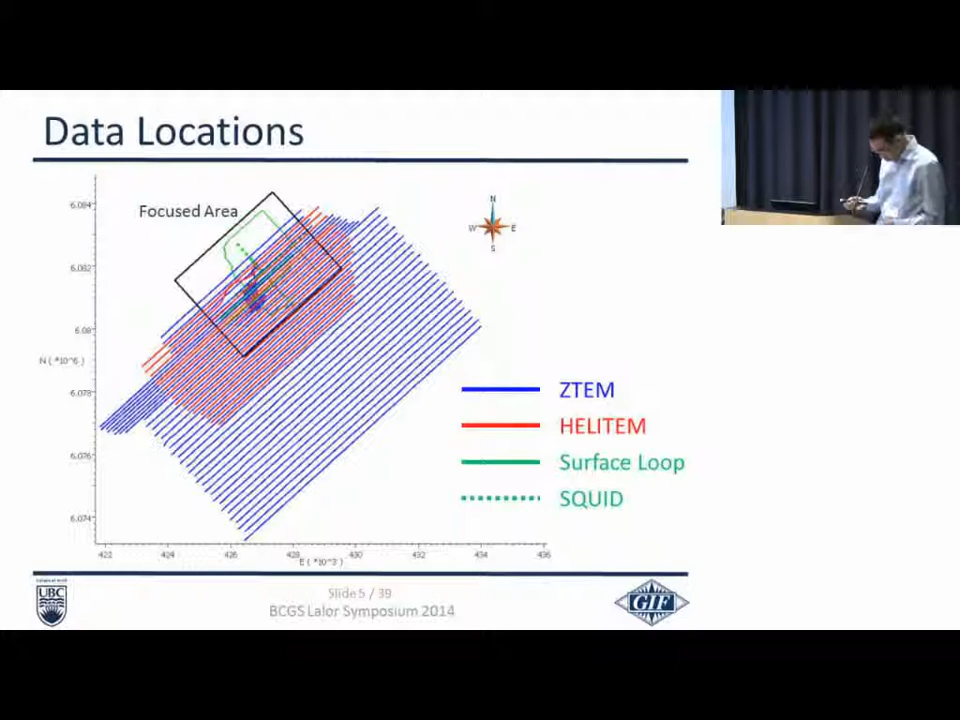 Data Locations
Focused Area
6.084
6.082
6.08
N ( *10^6)
6.078
6.076
6.074
422
424
426
428
430
432
434
436
E ( *10^3)
N
W
E
S
ZTEM
HELITEM
Surface Loop
SQUID
UBC
Slide 5 / 39
BCGS Lalor Symposium 2014
GIF